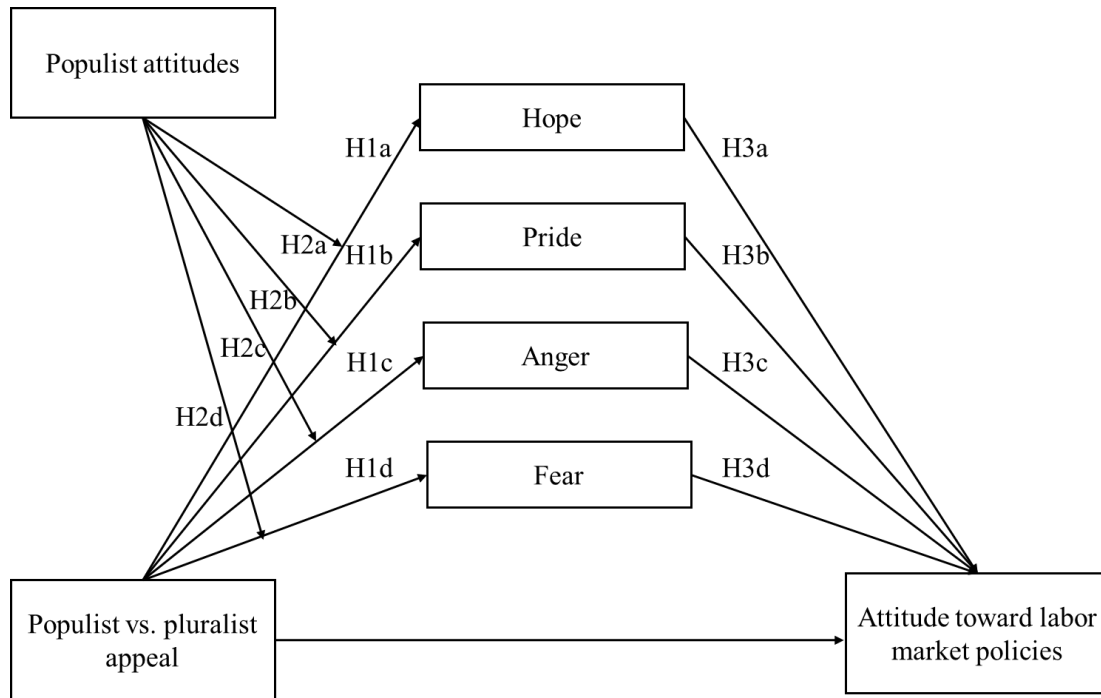 Populist attitudes
Hope
H1a
H3a
Pride
H2a
H1b
H3b
H2b
Anger
H2c
H1c
H3c
H2d
Fear
H1d
H3d
Populist vs. pluralist
appeal
Attitude toward labor
market policies